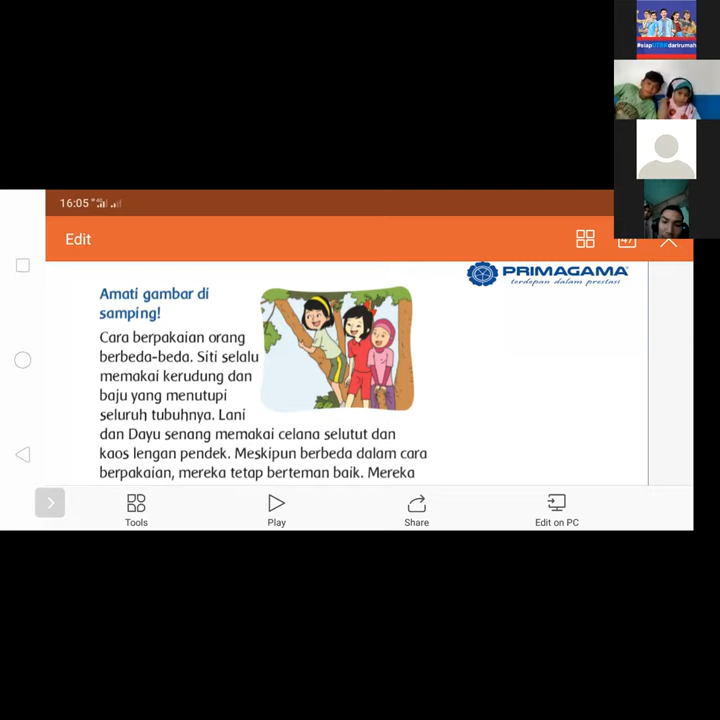 #siapUTBKdarirumah
16:05
Edit
47
PRIMAGAMA
terdepan dalam prestasi
Amati gambar di
samping!
Cara berpakaian orang
berbeda-beda. Siti selalu
memakai kerudung dan
baju yang menutupi
seluruh tubuhnya. Lani
dan Dayu senang memakai celana selutut dan
kaos lengan pendek. Meskipun berbeda dalam cara
berpakaian, mereka tetap berteman baik. Mereka
Tools
Play
Share
Edit on PC